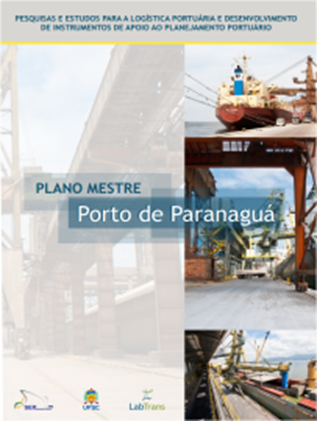 PESQUISAS E ESTUDOS PARA A LOGÍSTICA PORTUÁRIA E DESENVOLVIMENTO
DE INSTRUMENTOS DE APOIO AO PLANEJAMENTO PORTUÁRIO
PLANO MESTRE
Porto de Paranaguá
UFSC
LabTrans